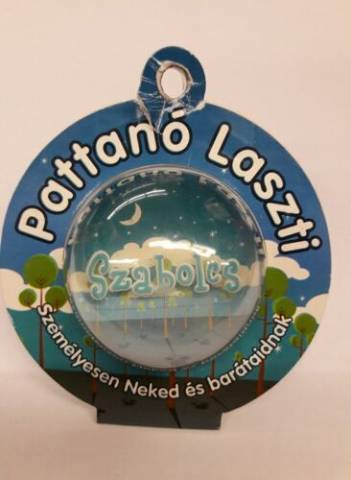 Pattanó Laszti
Szabolcs
Személyesen Neked és barátaidnak